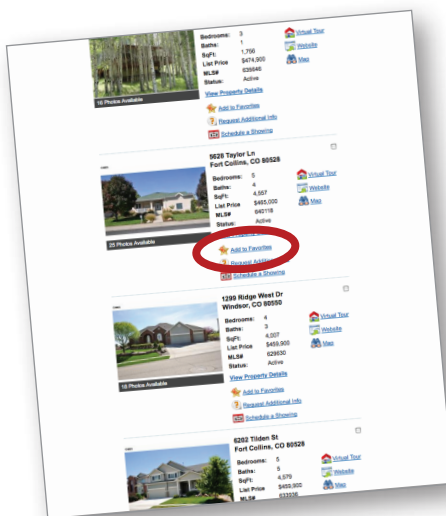 Bedrooms: 3
Baths: 1
SqFt: 1,766
List Price $474,900
MLS# 635646
Status: Active
Virtual Tour
Website
Map
16 Photos Available
View Property Details
Add to Favorites
Request Additional Info
Schedule a Showing
5628 Taylor Ln
Fort Collins, CO 80528
Bedrooms: 5
Baths: 4
SqFt: 4,557
List Price $465,000
MLS# 640118
Status: Active
Virtual Tour
Website
Map
25 Photos Available
Property
Add to Favorites
Request Additional
Schedule a Showing
1299 Ridge West Dr
Windsor, CO 80550
Bedrooms: 4
Baths: 3
SqFt: 4,007
List Price $459,900
MLS# 629630
Status: Active
Virtual Tour
Website
Map
View Property Details
Add to Favorites
Request Additional Info
Schedule a Showing
6202 Tilden St
Fort Collins, CO 80528
Bedrooms: 5
Baths: 5
SqFt: 4,579
List Price $459,900
MLS#
Virtual Tour
Website
Map